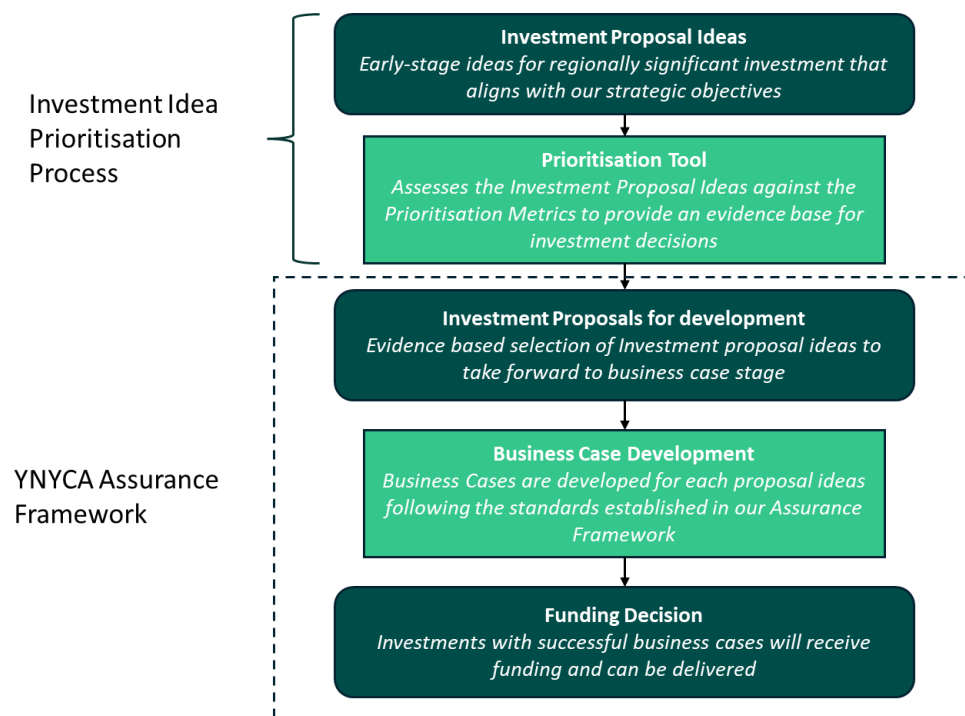 Investment Idea
Prioritisation
Process
Investment Proposal Ideas
Early-stage ideas for regionally significant investment that
aligns with our strategic objectives
Prioritisation Tool
Assesses the Investment Proposal Ideas against the
Prioritisation Metrics to provide an evidence base for
investment decisions
YNYCA Assurance
Framework
Investment Proposals for development
Evidence based selection of Investment proposal ideas to
take forward to business case stage
Business Case Development
Business Cases are developed for each proposal ideas
following the standards established in our Assurance
Framework
Funding Decision
Investments with successful business cases will receive
funding and can be delivered